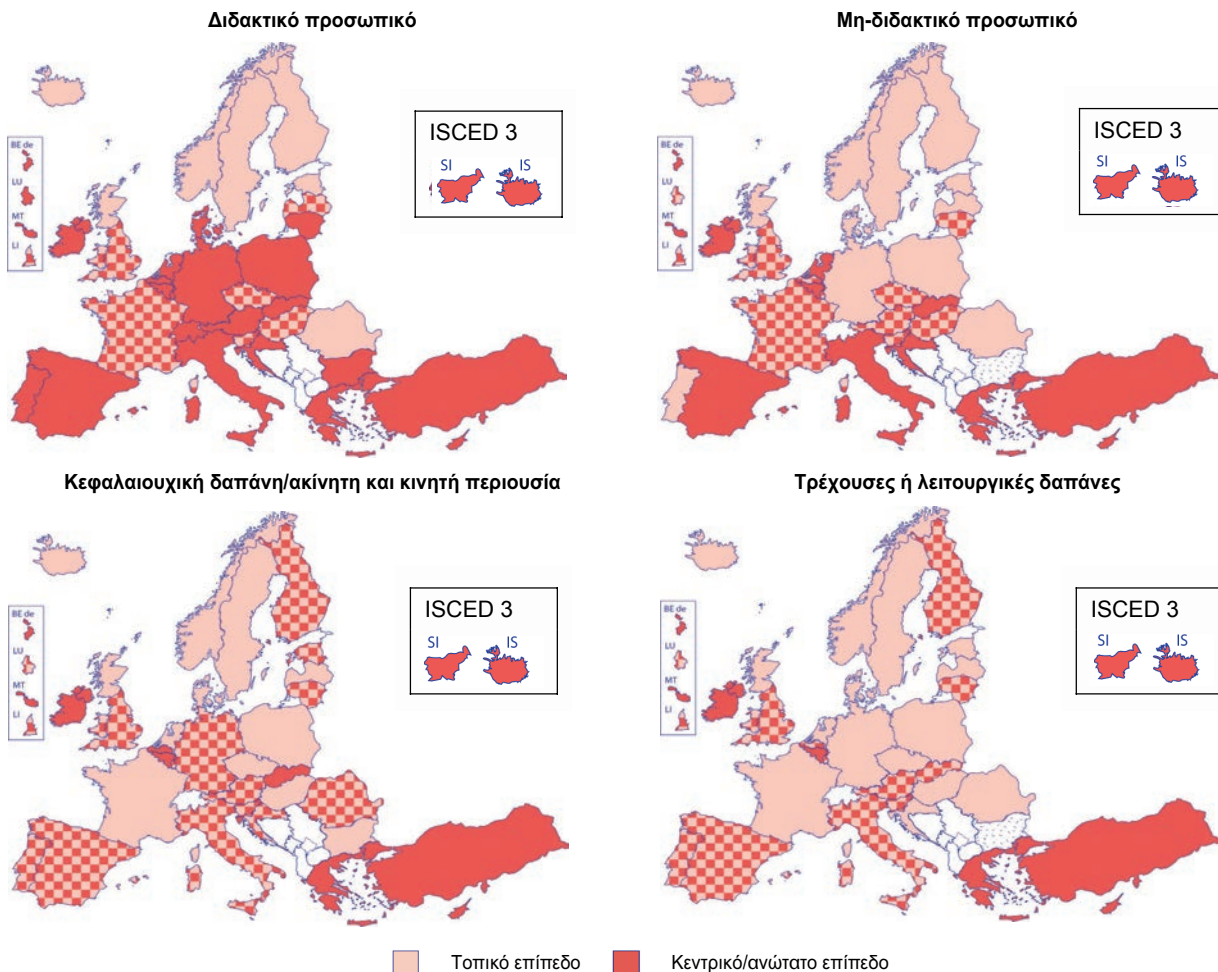 Διδακτικό προσωπικό
Μη-διδακτικό προσωπικό
ISCED 3
SI IS
BE de
LU
MT
LI
ISCED 3
SI IS
BE de
LU
MT
LI
Κεφαλαιουχική δαπάνη/ακίνητη και κινητή περιουσία
Τρέχουσες ή λειτουργικές δαπάνες
ISCED 3
SI IS
BE de
LU
MT
LI
ISCED 3
SI IS
BE de
LU
MT
LI
Τοπικό επίπεδο
Κεντρικό/ανώτατο επίπεδο